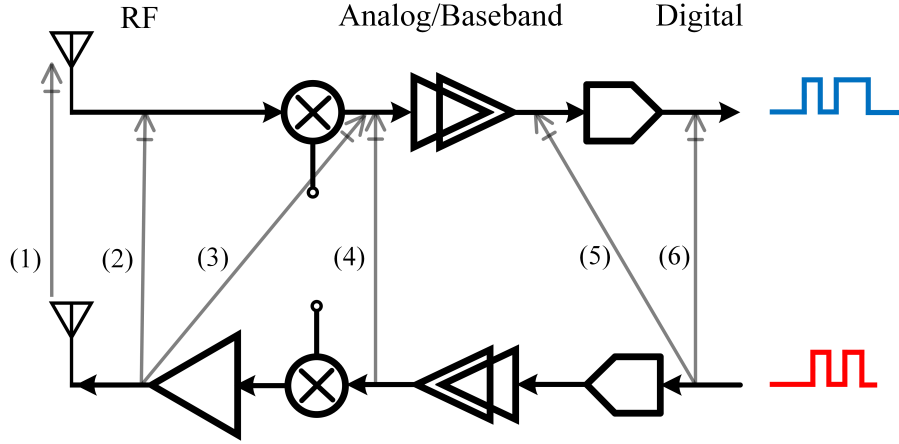 RF Analog/Baseband Digital
(1) (2) (3) (4) (5) (6)